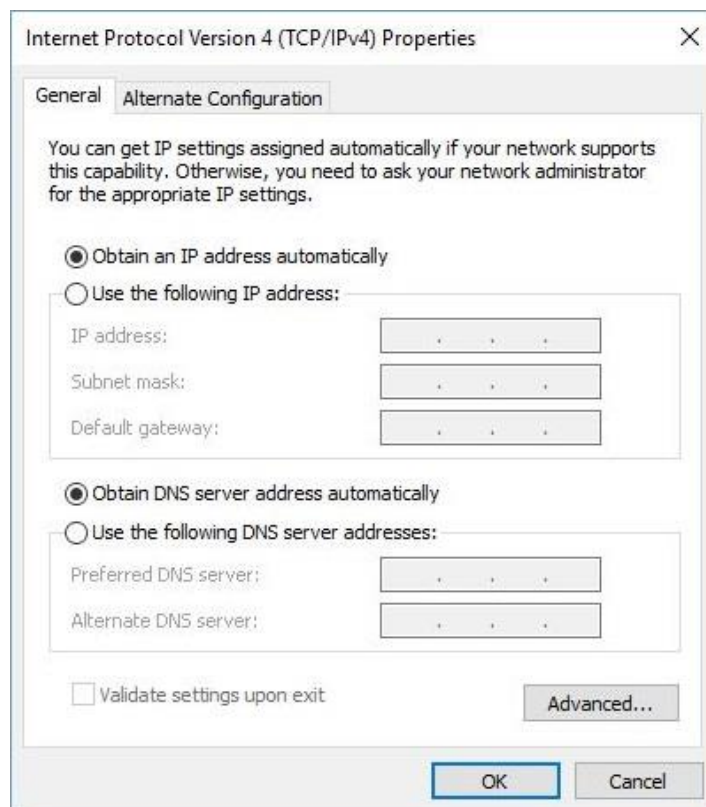 Internet Protocol Version 4 (TCP/IPv4) Properties
General
Alternate Configuration
You can get IP settings assigned automatically if your network supports
this capability. Otherwise, you need to ask your network administrator
for the appropriate IP settings.
Obtain an IP address automatically
Use the following IP address:
IP address:
Subnet mask:
Default gateway:
Obtain DNS server address automatically
Use the following DNS server addresses:
Preferred DNS server:
Alternate DNS server:
Validate settings upon exit
Advanced...
OK
Cancel